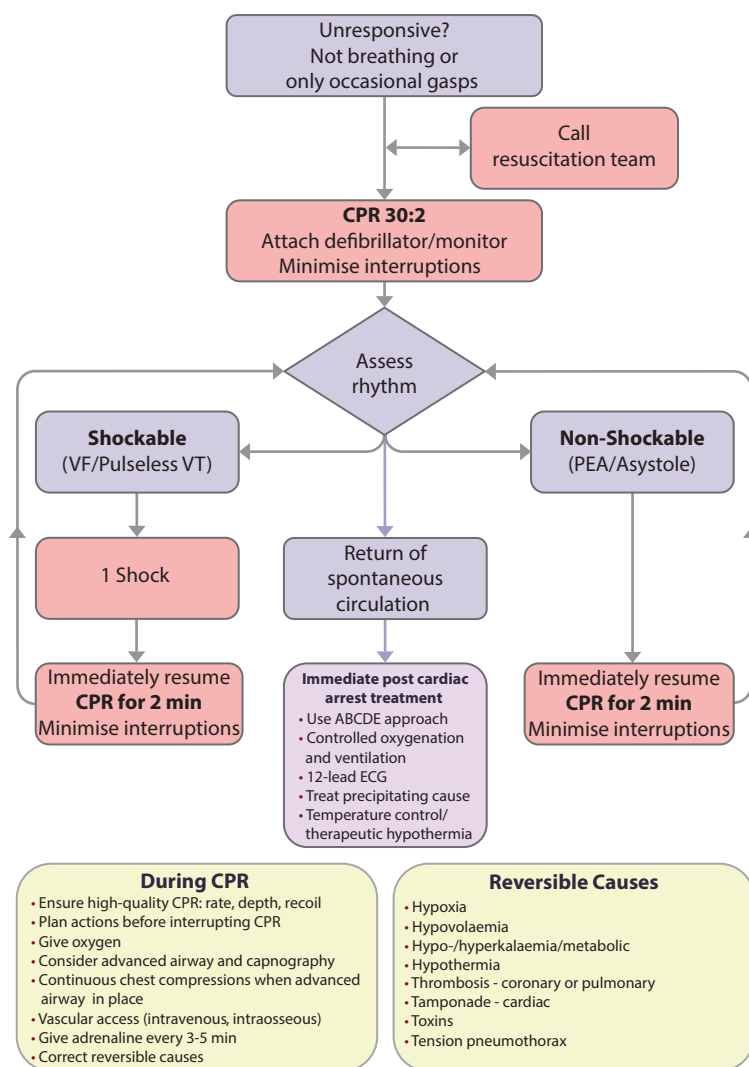 Unresponsive?
Not breathing or
only occasional gasps
Call
resuscitation team
CPR 30:2
Attach defibrillator/monitor
Minimise interruptions
Assess
rhythm
Shockable
(VF/Pulseless VT)
Non-Shockable
(PEA/Asystole)
1 Shock
Return of
spontaneous
circulation
Immediately resume
CPR for 2 min
Minimise interruptions
Immediate post cardiac
arrest treatment
• Use ABCDE approach
• Controlled oxygenation
and ventilation
• 12-lead ECG
• Treat precipitating cause
• Temperature control/
therapeutic hypothermia
Immediately resume
CPR for 2 min
Minimise interruptions
During CPR
• Ensure high-quality CPR: rate, depth, recoil
• Plan actions before interrupting CPR
• Give oxygen
• Consider advanced airway and capnography
• Continuous chest compressions when advanced
airway in place
• Vascular access (intravenous, intraosseous)
• Give adrenaline every 3-5 min
• Correct reversible causes
Reversible Causes
• Hypoxia
• Hypovolaemia
• Hypo-/hyperkalaemia/metabolic
• Hypothermia
• Thrombosis - coronary or pulmonary
• Tamponade - cardiac
• Toxins
• Tension pneumothorax